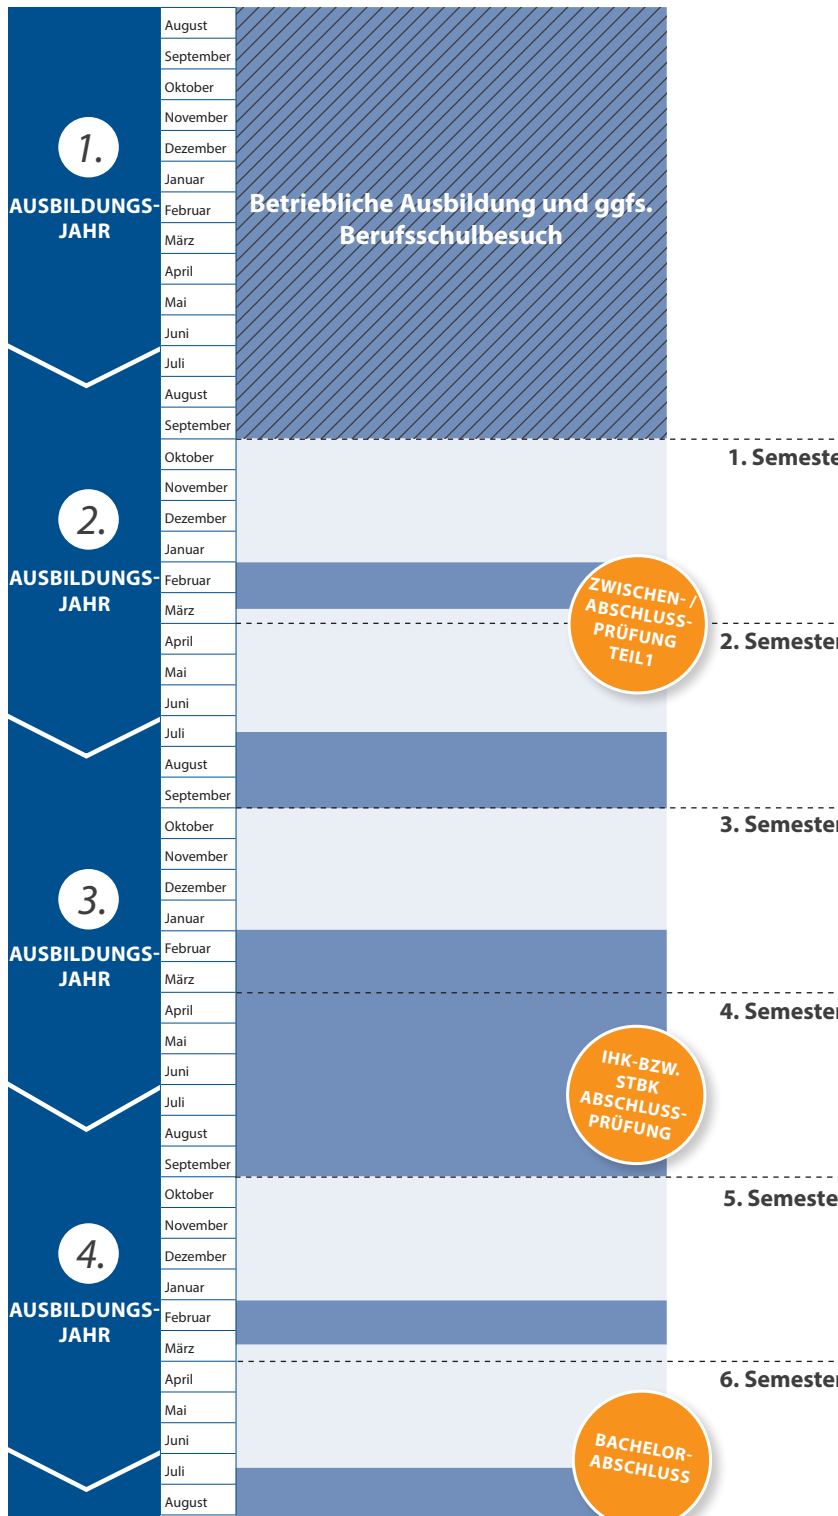 1.
AUSBILDUNGS-
JAHR
August
September
Oktober
November
Dezember
Januar
Februar
März
April
Mai
Juni
Juli
Betriebliche Ausbildung und ggfs.
Berufsschulbesuch
2.
AUSBILDUNGS-
JAHR
August
September
Oktober
November
Dezember
Januar
Februar
März
April
Mai
Juni
Juli
1. Semeste
ZWISCHEN- /
ABSCHLUSS-
PRÜFUNG
TEIL1
2. Semester
3.
AUSBILDUNGS-
JAHR
August
September
Oktober
November
Dezember
Januar
Februar
März
April
Mai
Juni
Juli
3. Semester
4. Semester
IHK-BZW.
STBK
ABSCHLUSS-
PRÜFUNG
4.
AUSBILDUNGS-
JAHR
August
September
Oktober
November
Dezember
Januar
Februar
März
April
Mai
Juni
Juli
August
5. Semeste
6. Semester
BACHELOR-
ABSCHLUSS